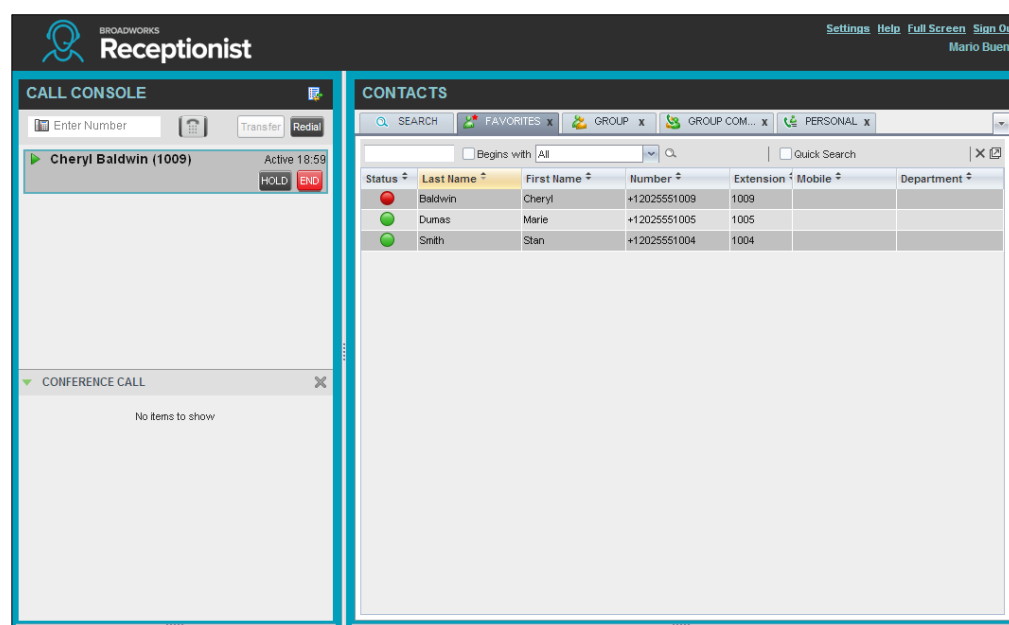 BROADWORKS
Receptionist
Settings Help Full Screen Sign Ou
Mario Buen
CALL CONSOLE
Enter Number Transfer Redial
Cheryl Baldwin (1009) Active 18:59
HOLD END
CONFERENCE CALL
No items to show
CONTACTS
SEARCH FAVORITES x GROUP x GROUP COM... x PERSONAL x
Begins with All Quick Search
Status Last Name First Name Number Extension Mobile Department
Baldwin Cheryl +12025551009 1009
Dumas Marie +12025551005 1005
Smith Stan +12025551004 1004